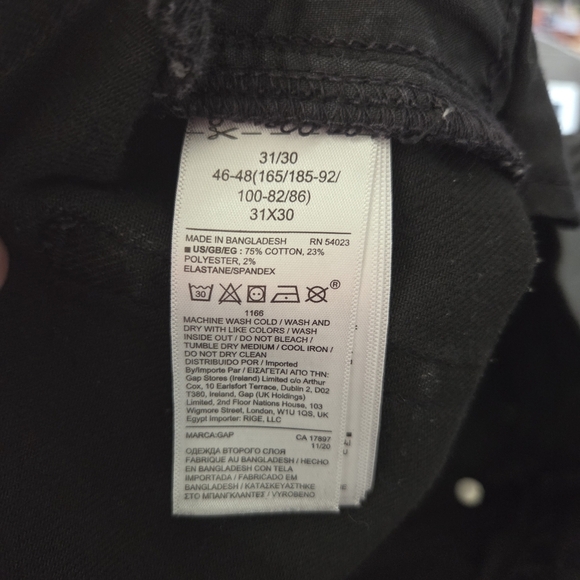 31/30
46-48(165/185-92/
100-82/86)
31X30
MADE IN BANGLADESH RN 54023
■ US/GB/EG : 75% COTTON, 23%
POLYESTER, 2%
ELASTANE/SPANDEX
30 ®
1166
MACHINE WASH COLD / WASH AND
DRY WITH LIKE COLORS / WASH
INSIDE OUT / DO NOT BLEACH /
TUMBLE DRY MEDIUM / COOL IRON /
DO NOT DRY CLEAN
DISTRIBUIDO POR / Imported
By/Importe Par / ΕΙΣΑΓΕΤΑΙ ΑΠΟ ΤΗΝ:
Gap Stores (Ireland) Limited c/o Arthur
Cox, 10 Earlsfort Terrace, Dublin 2, D02
T380, Ireland, Gap (UK Holdings)
Limited, 2nd Floor Nations House, 103
Wigmore Street, London, W1U 1QS, UK
Egypt Importer: RIGE, LLC
MARCA:GAP CA 17897
11/20
ОДЕЖДА ВТОРОГО СЛОЯ
FABRIQUE AU BANGLADESH / HECHO
EN BANGLADESH CON TELA
IMPORTADA / FABRICADO EM
BANGLADESH / ΚΑΤΑΣΚΕΥΑΣΤΗΚΕ
ΣΤΟ ΜΠΑΝΓΚΛΑΝΤΕΣ / VYROBENO